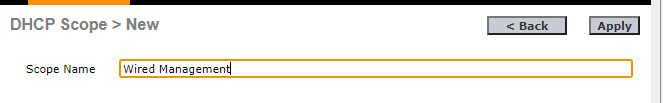 DHCP Scope > New
< Back Apply
Scope Name Wired Management